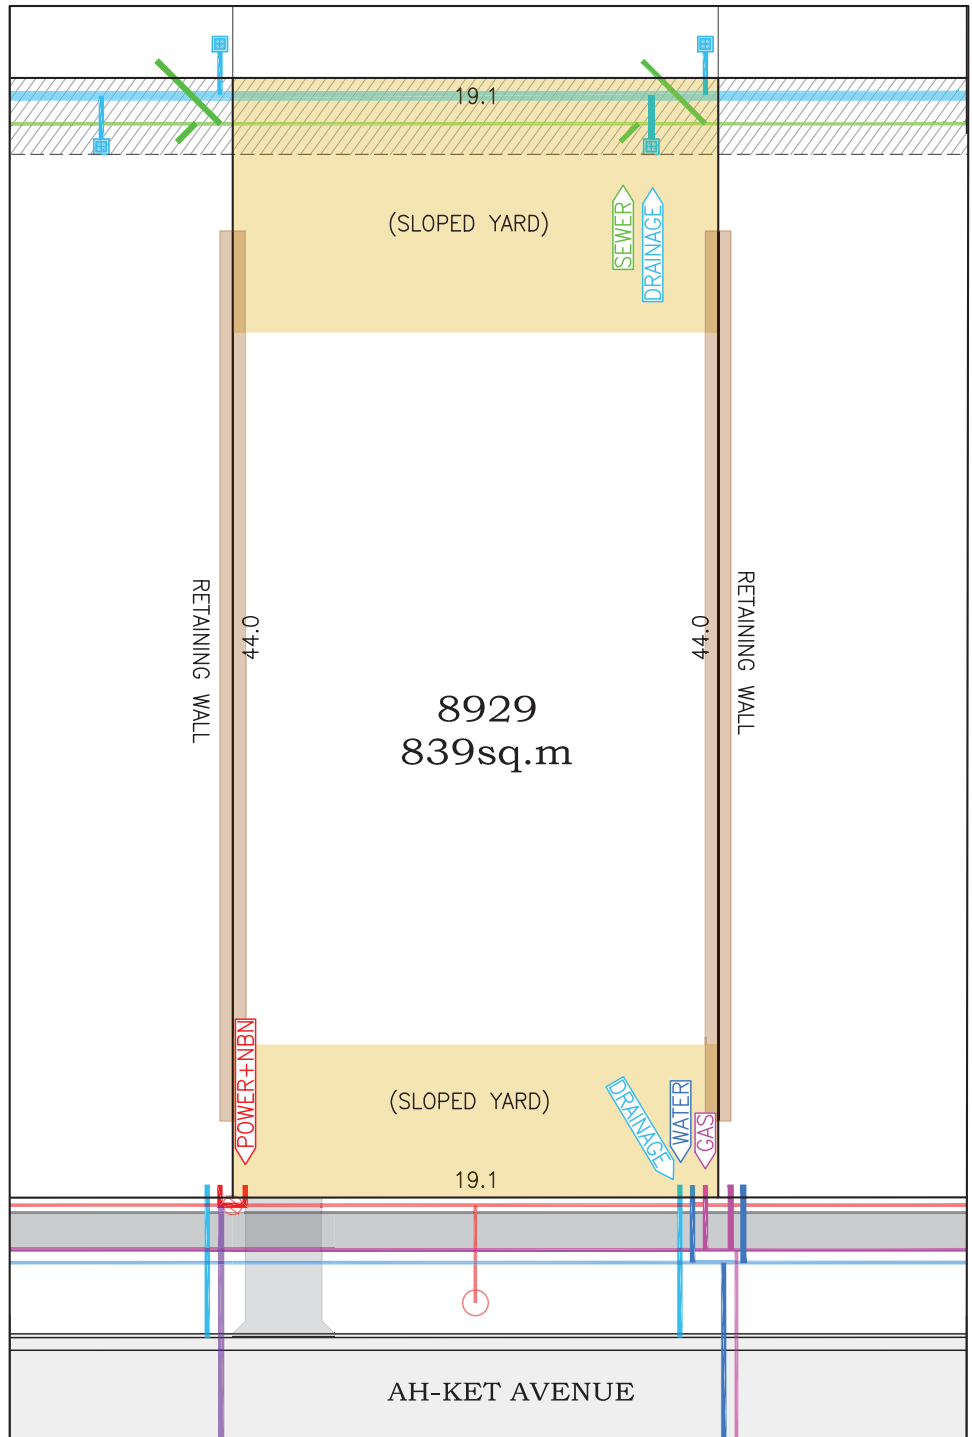 19.1
(SLOPED YARD)
SEWER
DRAINAGE
RETAINING WALL
44.0
44.0
RETAINING WALL
8929
839sq.m
POWER+NBN
(SLOPED YARD)
DRAINAGE
WATER
GAS
19.1
AH-KET AVENUE